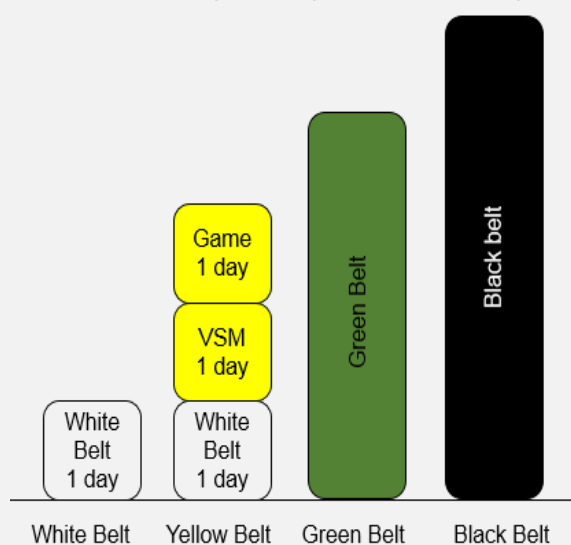 Game
1 day
VSM
1 day
White
Belt
1 day
White
Belt
1 day
Green Belt
Black belt
White Belt
Yellow Belt
Green Belt
Black Belt